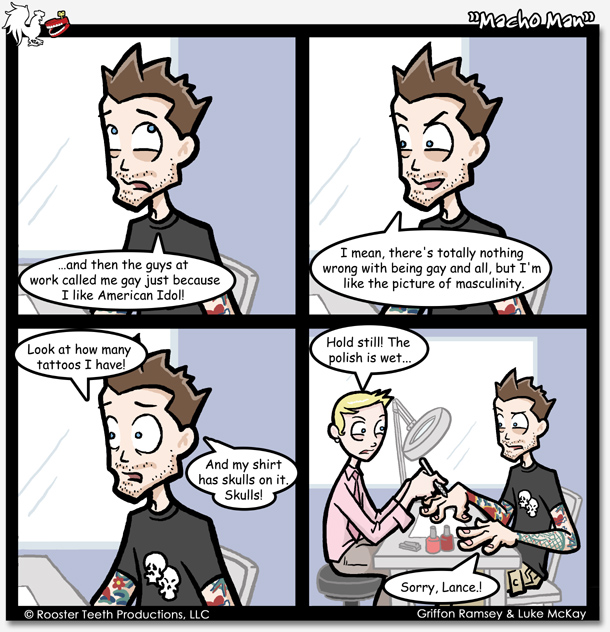 "Macho Man"
...and then the guys at
work called me gay just because
I like American Idol!
I mean, there's totally nothing
wrong with being gay and all, but I'm
like the picture of masculinity.
Look at how many
tattoos I have!
And my shirt
has skulls on it.
Skulls!
Hold still! The
polish is wet...
Sorry, Lance.!
© Rooster Teeth Productions, LLC
Griffon Ramsey & Luke McKay